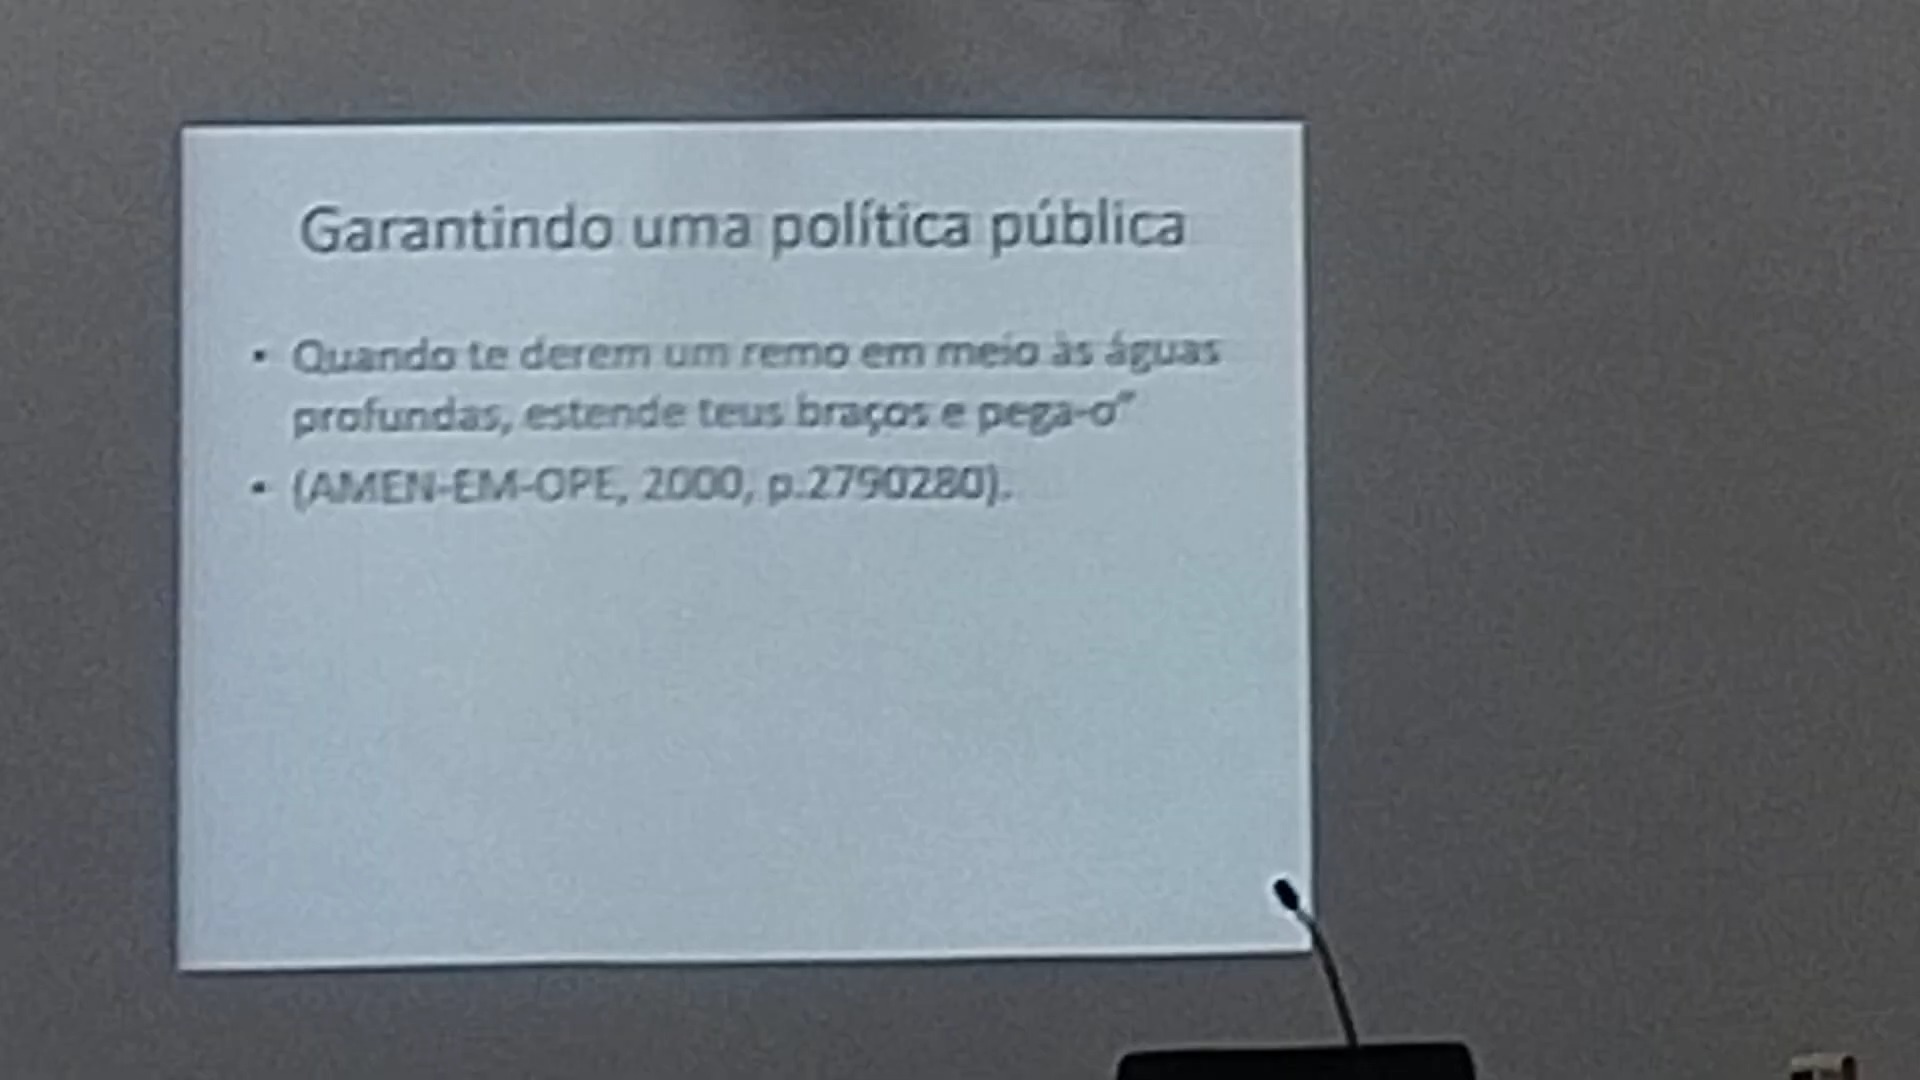 Garantindo uma política pública
• Quando te derem um remo em meio às águas
profundas, estende teus braços e pega-o”
• (AMEN-EM-OPE, 2000, p.2790280).